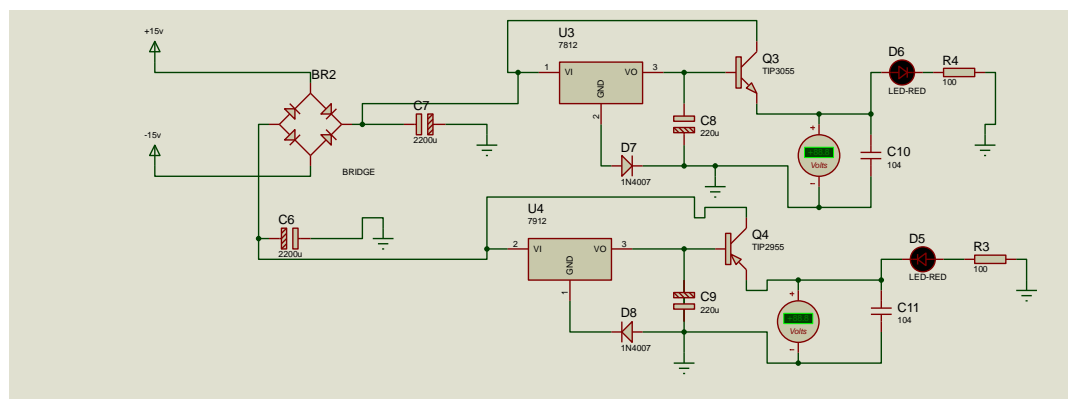 +15v
-15v
BR2
BRIDGE
C7
2200u
C6
2200u
U3
7812
1
VI
VO
3
GND
2
Q3
TIP3055
C8
220u
D7
1N4007
+
Volts
−
C10
104
D6
LED-RED
R4
100
U4
7912
2
VI
VO
3
GND
1
Q4
TIP2955
C9
220u
D8
1N4007
+
Volts
−
C11
104
D5
LED-RED
R3
100